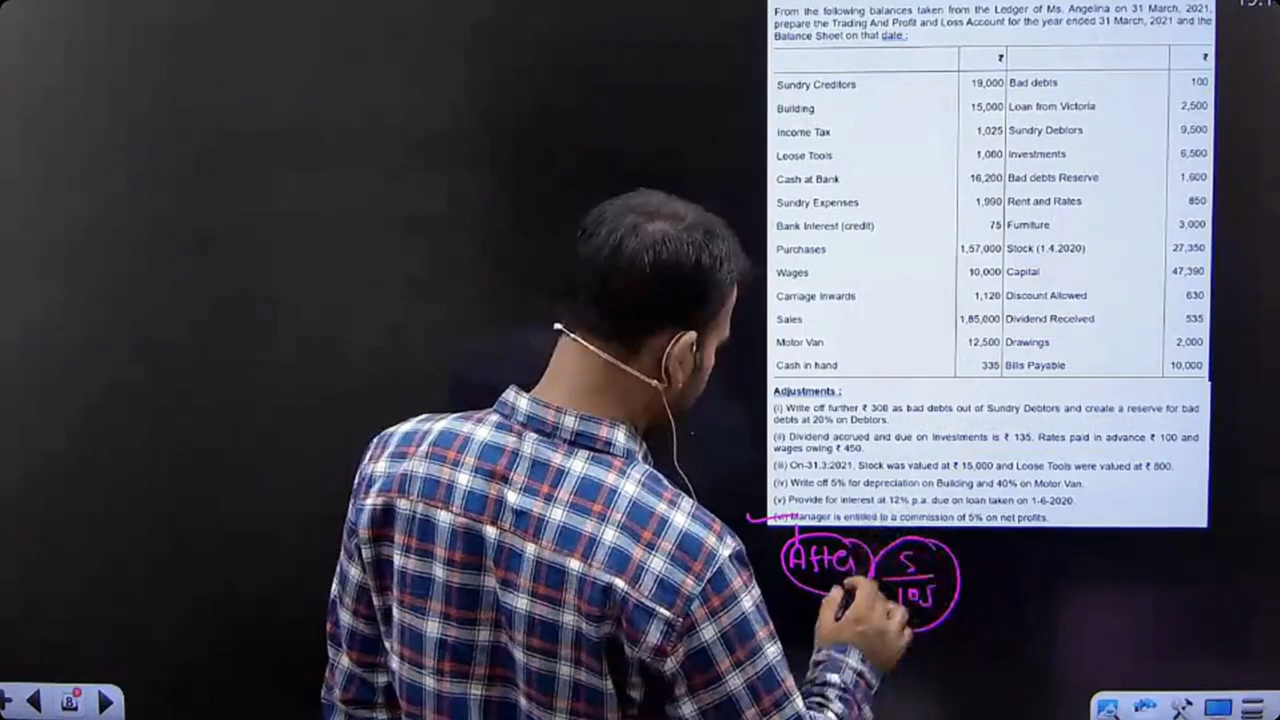 From the following balances taken from the Ledger of Ms. Angelina on 31 March, 2021,
prepare the Trading And Profit and Loss Account for the year ended 31 March, 2021 and the
Balance Sheet on that date :
₹ ₹
Sundry Creditors 19,000 Bad debts 100
Building 15,000 Loan from Victoria 2,500
Income Tax 1,025 Sundry Debtors 9,500
Loose Tools 1,000 Investments 6,500
Cash at Bank 16,200 Bad debts Reserve 1,600
Sundry Expenses 1,990 Rent and Rates 850
Bank Interest (credit) 75 Furniture 3,000
Purchases 1,57,000 Stock (1.4.2020) 27,350
Wages 10,000 Capital 47,390
Carriage Inwards 1,120 Discount Allowed 630
Sales 1,85,000 Dividend Received 535
Motor Van 12,500 Drawings 2,000
Cash in hand 335 Bills Payable 10,000
Adjustments :
(i) Write off further ₹ 300 as bad debts out of Sundry Debtors and create a reserve for bad
debts at 20% on Debtors.
(ii) Dividend accrued and due on Investments is ₹ 135. Rates paid in advance ₹ 100 and
wages owing ₹ 450.
(iii) On-31.3:2021, Stock was valued at ₹ 15,000 and Loose Tools were valued at ₹ 800.
(iv) Write off 5% for depreciation on Building and 40% on Motor Van.
(v) Provide for interest at 12% p.a. due on loan taken on 1-6-2020.
(vi) Manager is entitled to a commission of 5% on net profits.
After 5
105
8